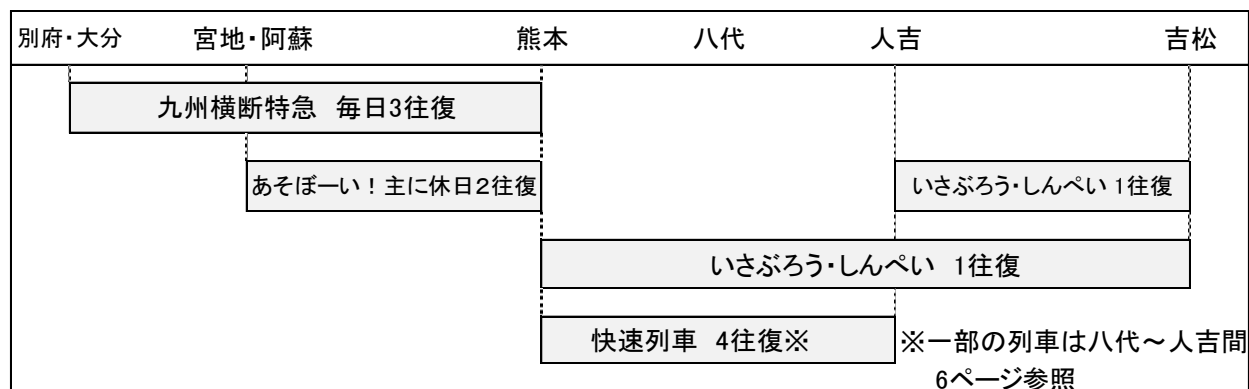 別府・大分 宮地・阿蘇 熊本 八代 人吉 吉松
九州横断特急 毎日3往復
あそぼーい！主に休日２往復 いさぶろう・しんぺい 1往復
いさぶろう・しんぺい 1往復
快速列車 4往復※ ※一部の列車は八代～人吉間
6ページ参照